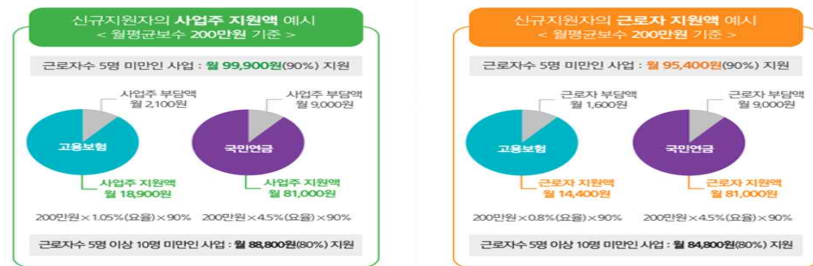 신규지원자의 사업주 지원액 예시
< 월평균보수 200만원 기준 >
근로자수 5명 미만인 사업 : 월 99,900원(90%) 지원
사업주 부담액
월 2,100원
고용보험
사업주 지원액
월 18,900원
200만원×1.05%(요율)×90%
사업주 부담액
월 9,000원
국민연금
사업주 지원액
월 81,000원
200만원×4.5%(요율)×90%
근로자수 5명 이상 10명 미만인 사업 : 월 88,800원(80%) 지원
신규지원자의 근로자 지원액 예시
< 월평균보수 200만원 기준 >
근로자수 5명 미만인 사업 : 월 95,400원(90%) 지원
근로자 부담액
월 1,600원
고용보험
근로자 지원액
월 14,400원
200만원×0.8%(요율)×90%
근로자 부담액
월 9,000원
국민연금
근로자 지원액
월 81,000원
200만원×4.5%(요율)×90%
근로자수 5명 이상 10명 미만인 사업 : 월 84,800원(80%) 지원